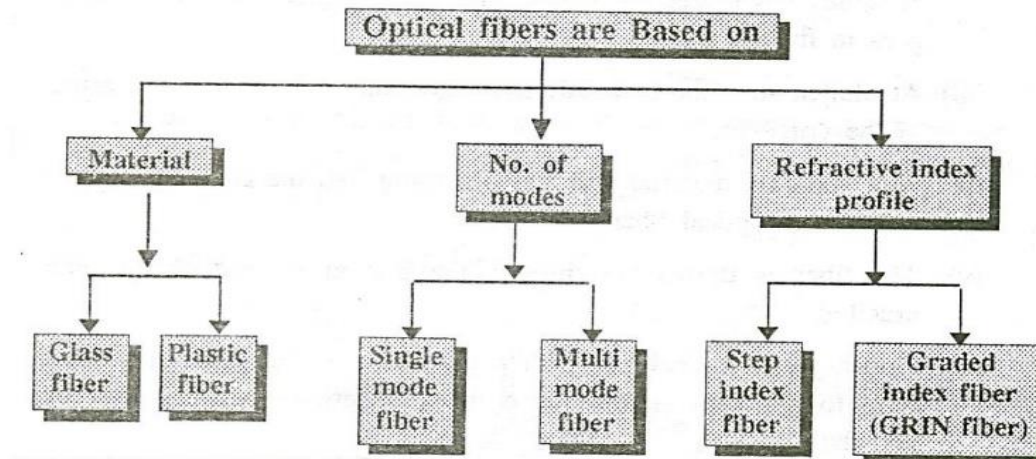 Optical fibers are Based on
Material
No. of
modes
Refractive index
profile
Glass
fiber
Plastic
fiber
Single
mode
fiber
Multi
mode
fiber
Step
index
fiber
Graded
index fiber
(GRIN fiber)